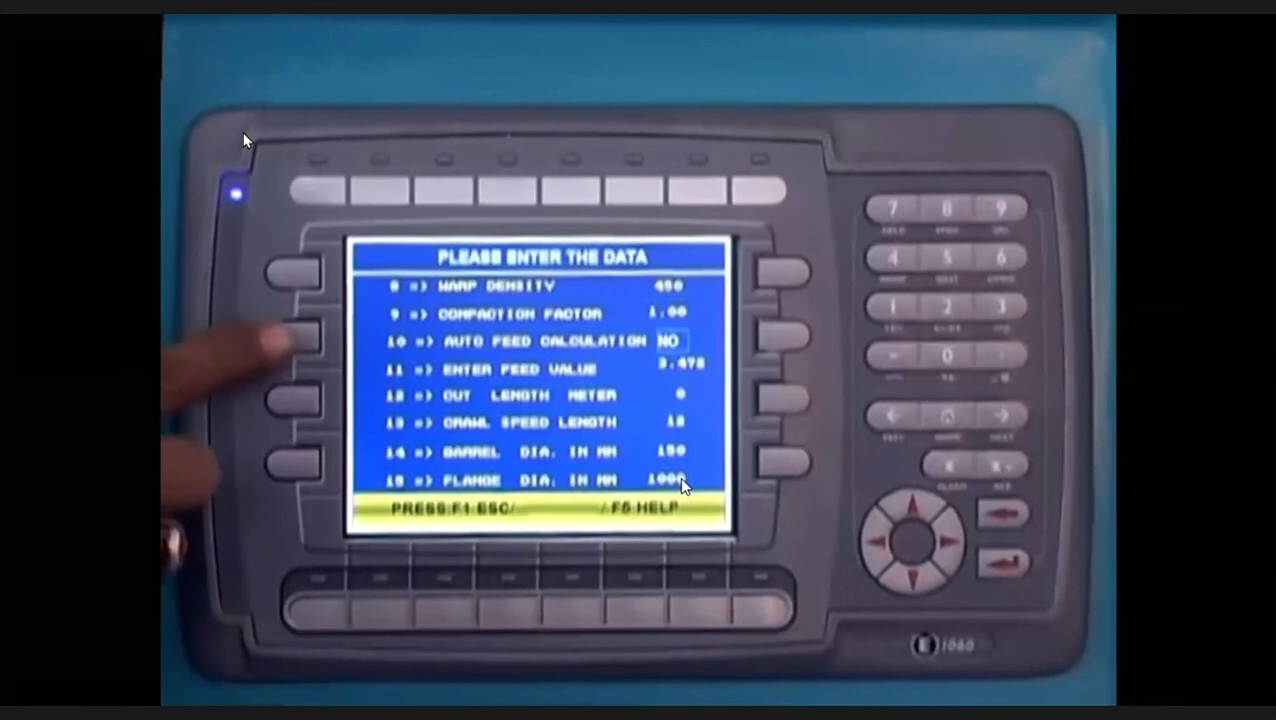 PLEASE ENTER THE DATA
8 => WARP DENSITY 450
9 => COMPACTION FACTOR 1.00
10 => AUTO FEED CALCULATION NO
11 => ENTER FEED VALUE 3.478
12 => CUT LENGTH METER 0
13 => CRAWL SPEED LENGTH
14 => BARREL DIA. IN MM 150
15 => FLANGE DIA. IN MM 1000
PRESS:F1 ESC/ / F5 HELP
7 8 9
4 5 6
1 2 3
0
1060